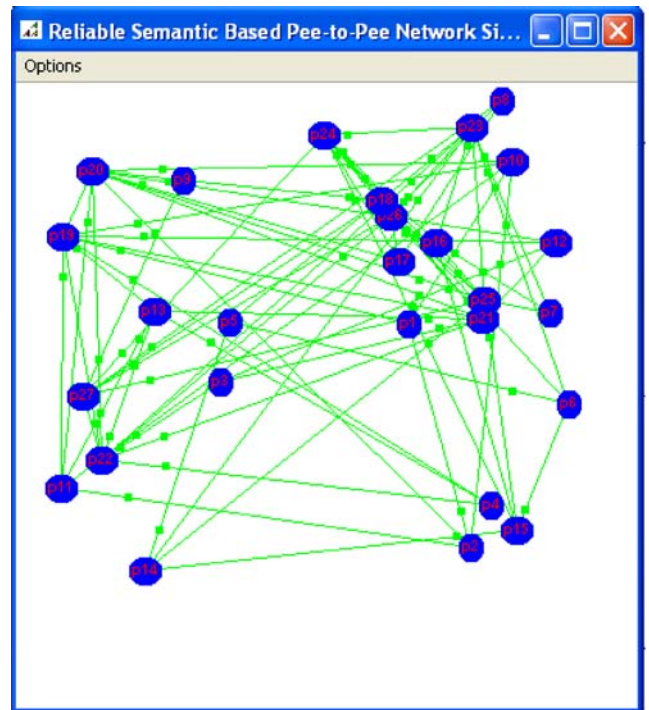 Reliable Semantic Based Pee-to-Pee Network Si...
Options
p8
p23
p24
p10
p20
p9
p18
p26
p19
p16
p12
p17
p25
p13
p5
p1
p21
p7
p3
p27
p6
p22
p11
p4
p15
p2
p14